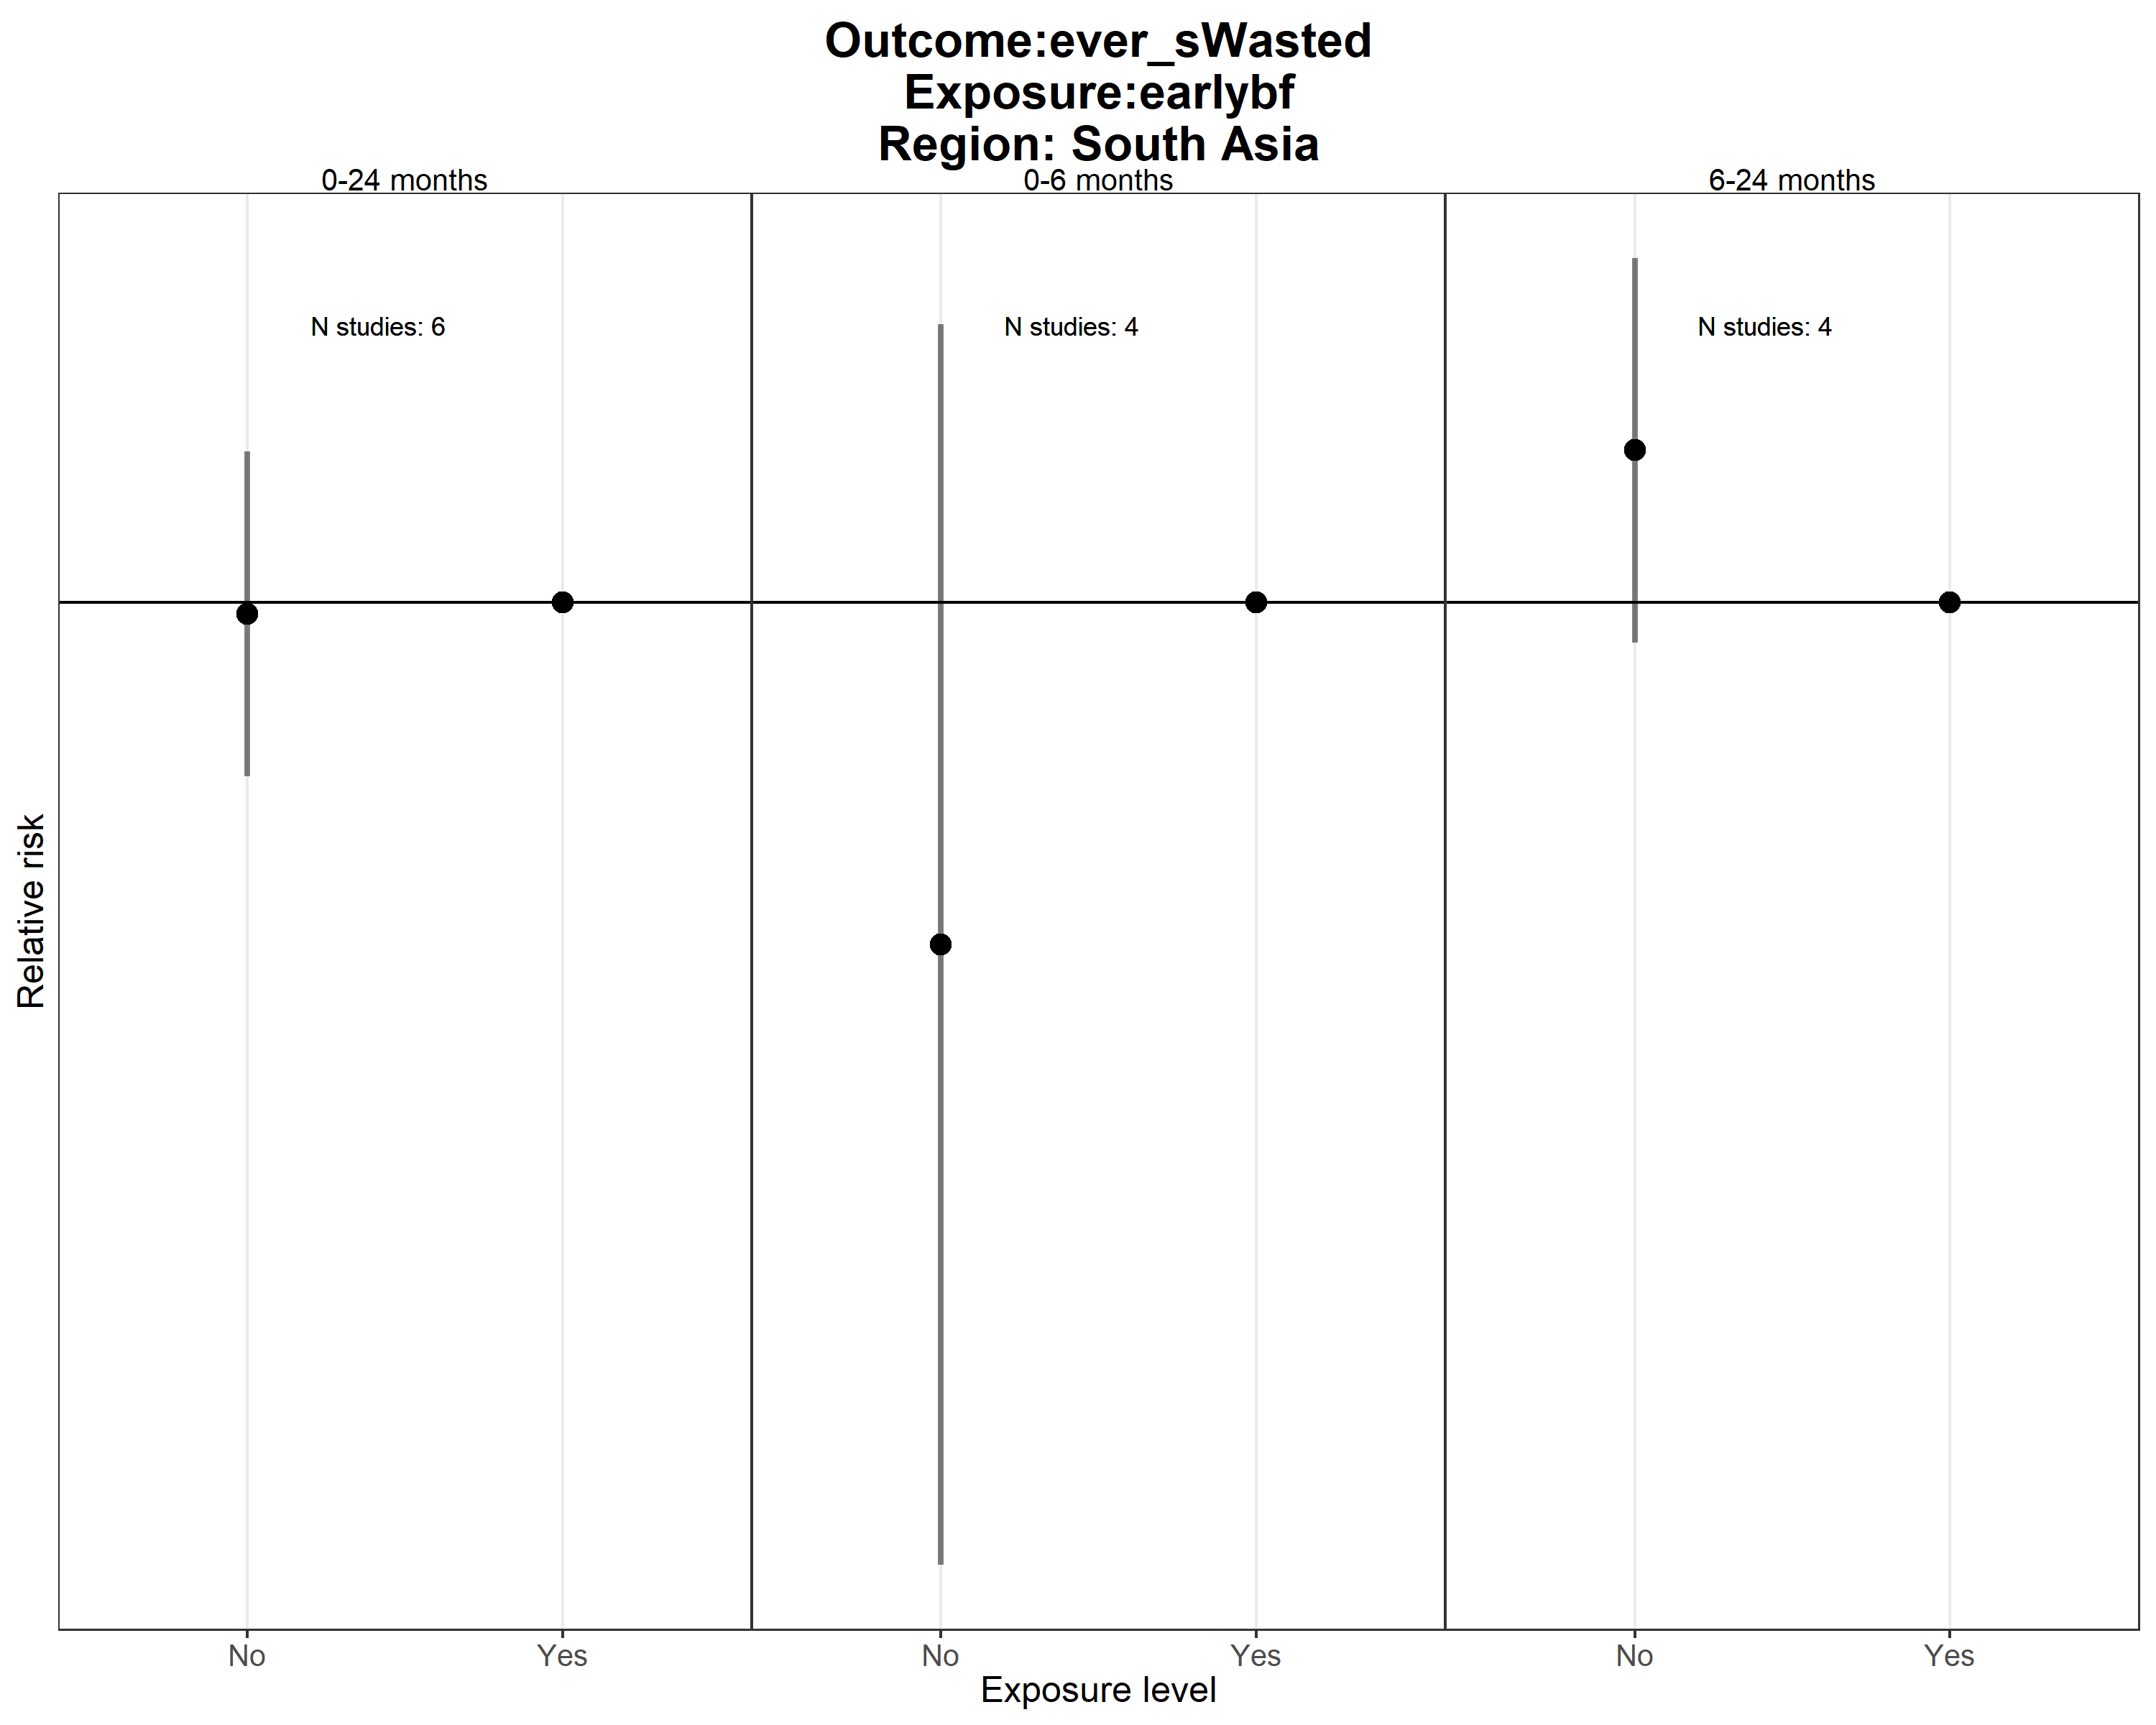 Outcome:ever_sWasted
Exposure:earlybf
Region: South Asia
0-24 months
0-6 months
6-24 months
N studies: 6
N studies: 4
N studies: 4
Relative risk
No
Yes
No
Yes
No
Yes
Exposure level